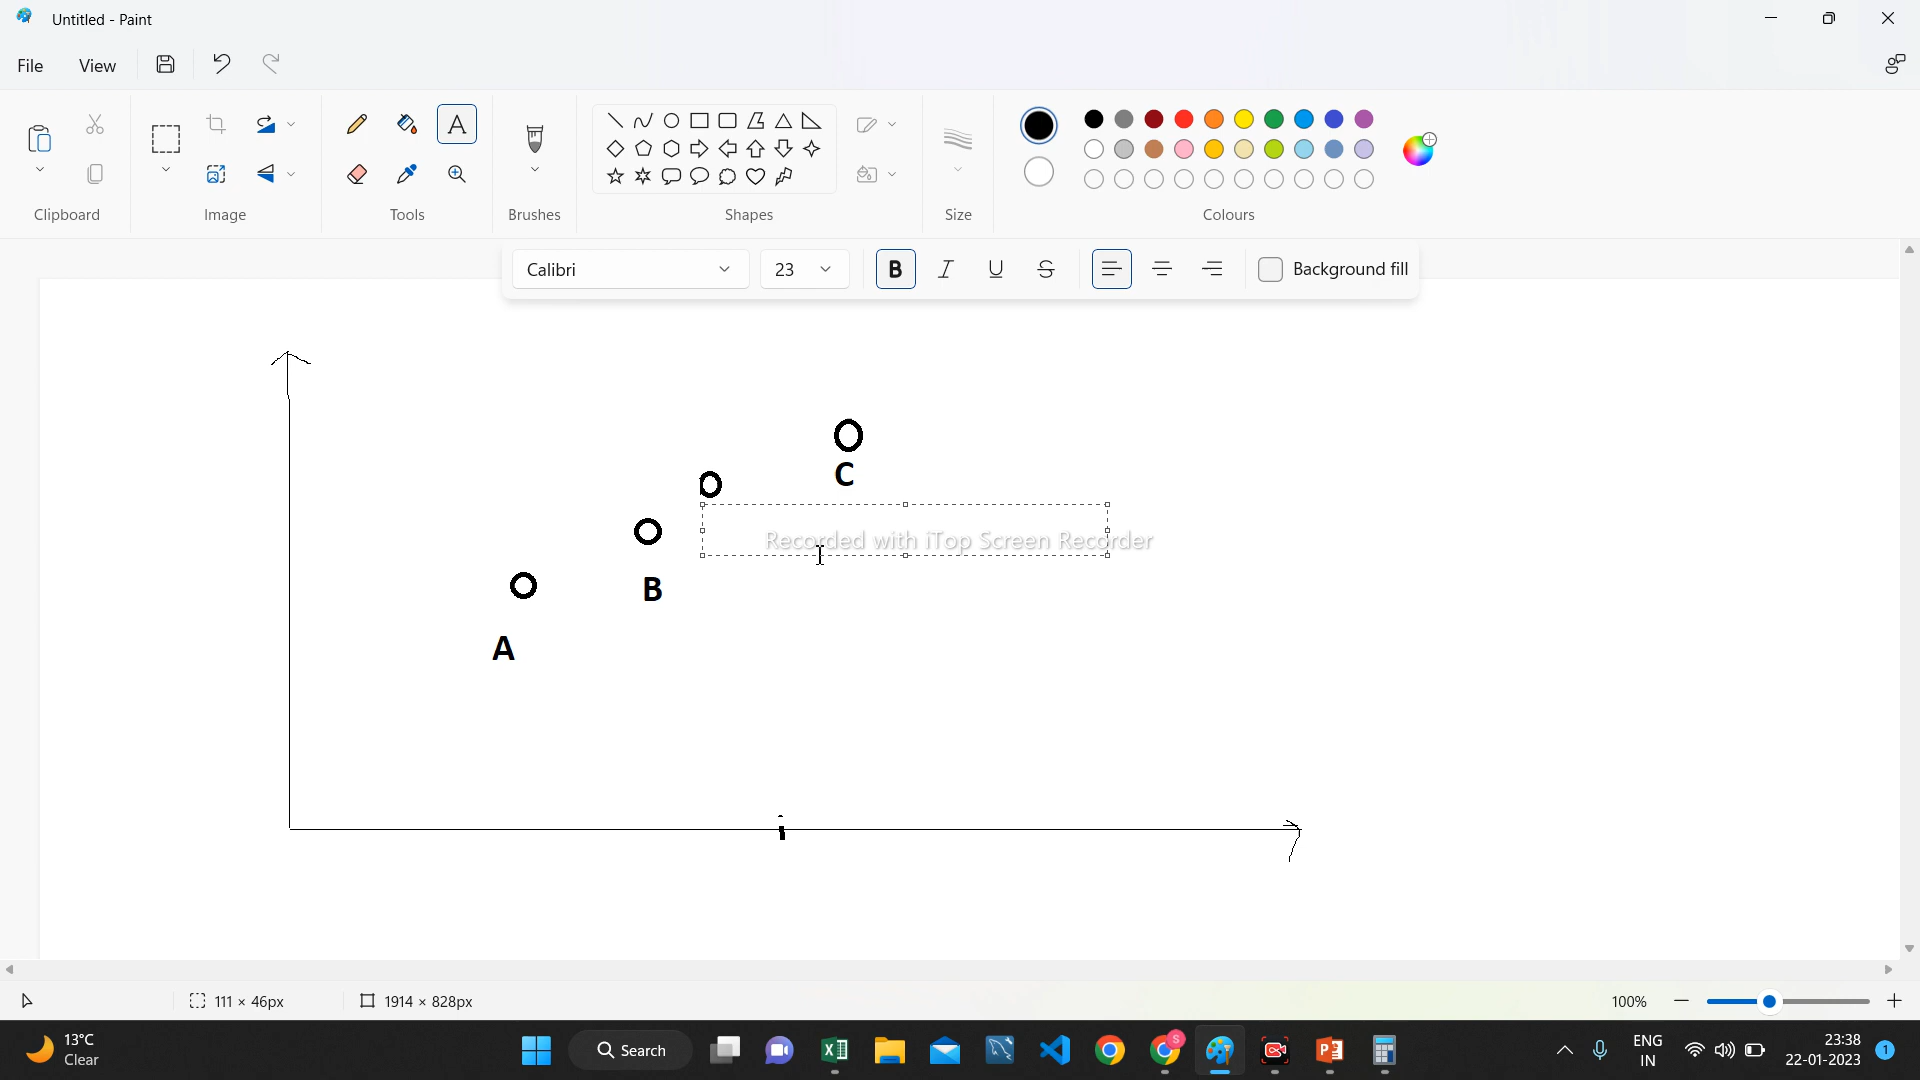 Untitled - Paint
File View
Clipboard Image Tools Brushes Shapes Size Colours
Calibri 23 B I U S Background fill
C
Recorded with iTop Screen Recorder
B
A
111 × 46px 1914 × 828px 100%
13°C
Clear
Search
ENG
IN
23:38
22-01-2023
1